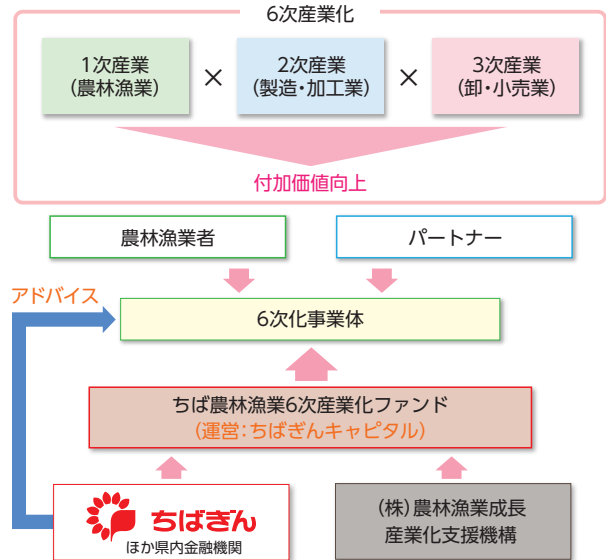 6次産業化
1次産業
(農林漁業)
×
2次産業
(製造・加工業)
×
3次産業
(卸・小売業)
付加価値向上
農林漁業者
パートナー
アドバイス
6次化事業体
ちば農林漁業6次産業化ファンド
(運営:ちばぎんキャピタル)
ちばぎん
ほか県内金融機関
(株)農林漁業成長
産業化支援機構